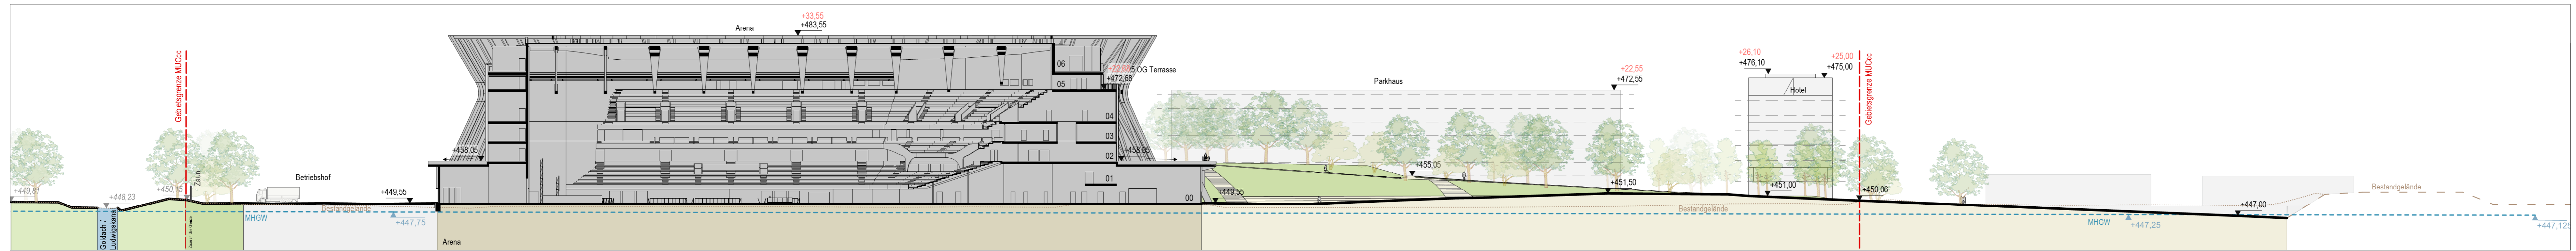 +33,55
+483,55
Arena
Gebietsgrenze MUCcc
06
05
04
03
02
01
00
5.OG Terrasse
+472,68
Parkhaus
+22,55
+472,55
+26,10
+476,10
+25,00
+475,00
Hotel
Gebietsgrenze MUCcc
+458,05
+458,05
+455,05
+449,81
+448,23
+450,15
Zaun
Betriebshof
+449,55
+449,55
+451,50
+451,00
+450,06
+447,00
Bestandgelände
Bestandgelände
Bestandgelände
MHGW
+447,75
MHGW
+447,25
+447,125
Goldach /
Ludwigskanal
Arena